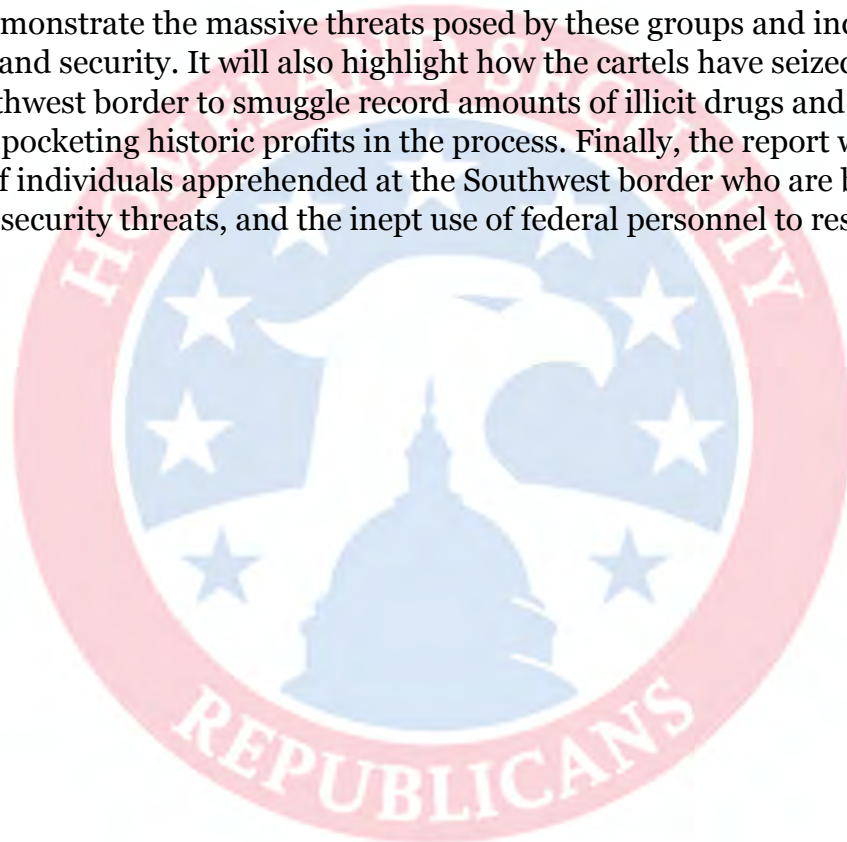 monstrate the massive threats posed by these groups and inc
and security. It will also highlight how the cartels have seized
thwest border to smuggle record amounts of illicit drugs and
pocketing historic profits in the process. Finally, the report
f individuals apprehended at the Southwest border who are
security threats, and the inept use of federal personnel to res
HOMELAND SECURITY
REPUBLICANS